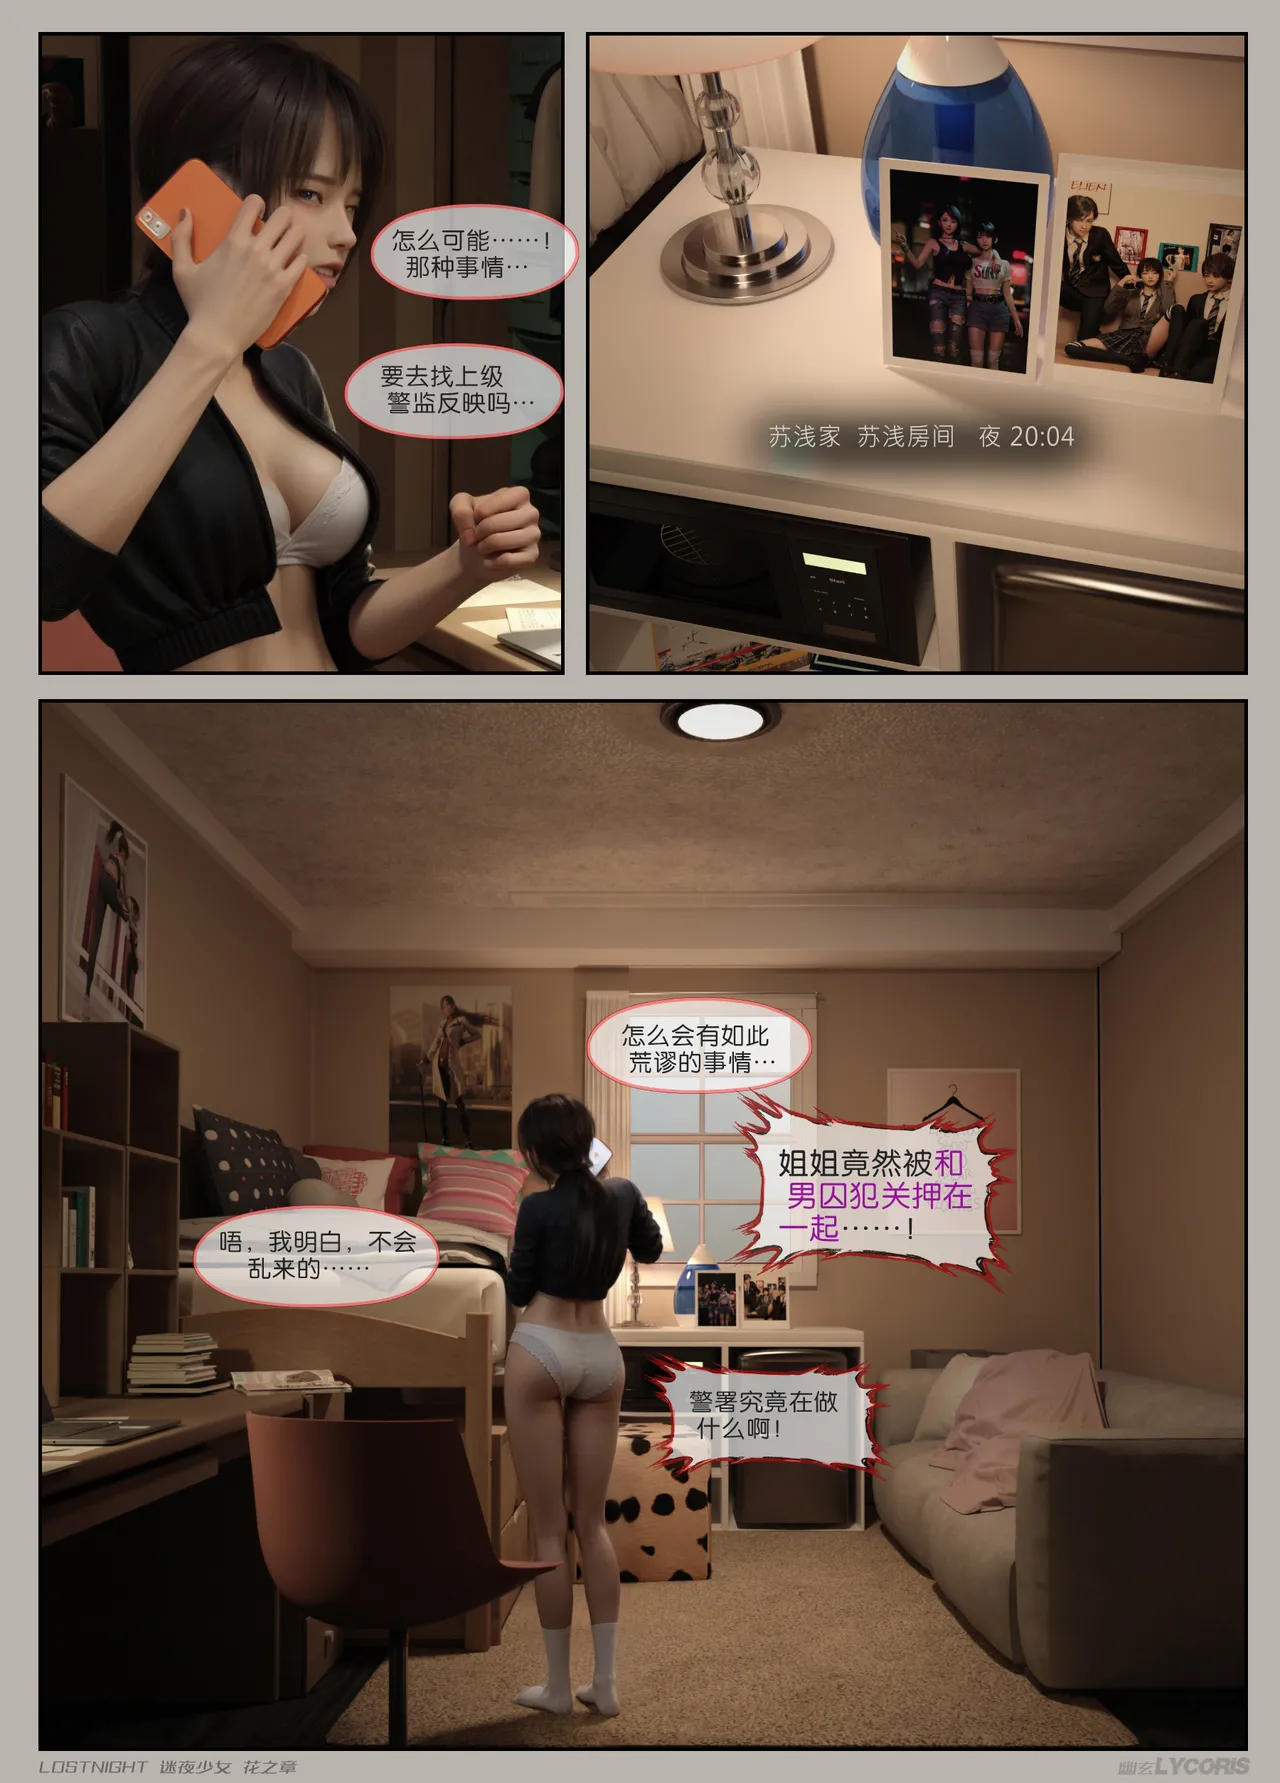 怎么可能……！
那种事情…
要去找上级
警监反映吗…
ELIEN
SURF
苏浅家 苏浅房间 夜 20:04
Start
怎么会有如此
荒谬的事情…
姐姐竟然被和
男囚犯关押在
一起……！
唔，我明白，不会
乱来的……
警署究竟在做
什么啊！
LOSTNIGHT 迷夜少女 花之章
幽玄LYCORIS